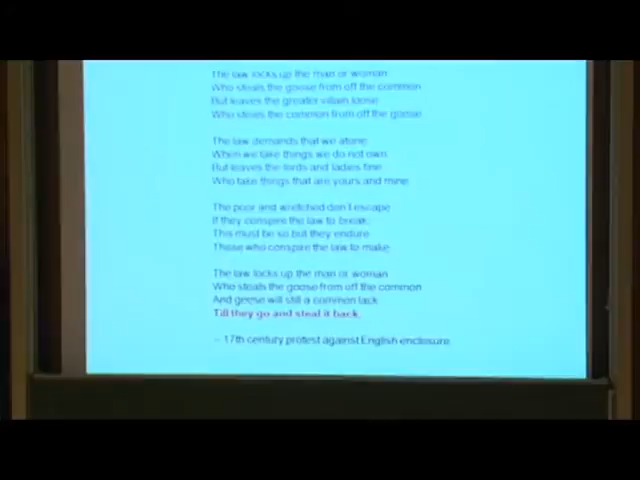 The law locks up the man or woman
Who steals the goose from off the common
But leaves the greater villain loose
Who steals the common from off the goose
The law demands that we atone
When we take things we do not own
But leaves the lords and ladies fine
Who take things that are yours and mine
The poor and wretched don't escape
If they conspire the law to break;
This must be so but they endure
Those who conspire the law to make
The law locks up the man or woman
Who steals the goose from off the common
And geese will still a common lack
Till they go and steal it back.
– 17th century protest against English enclosure